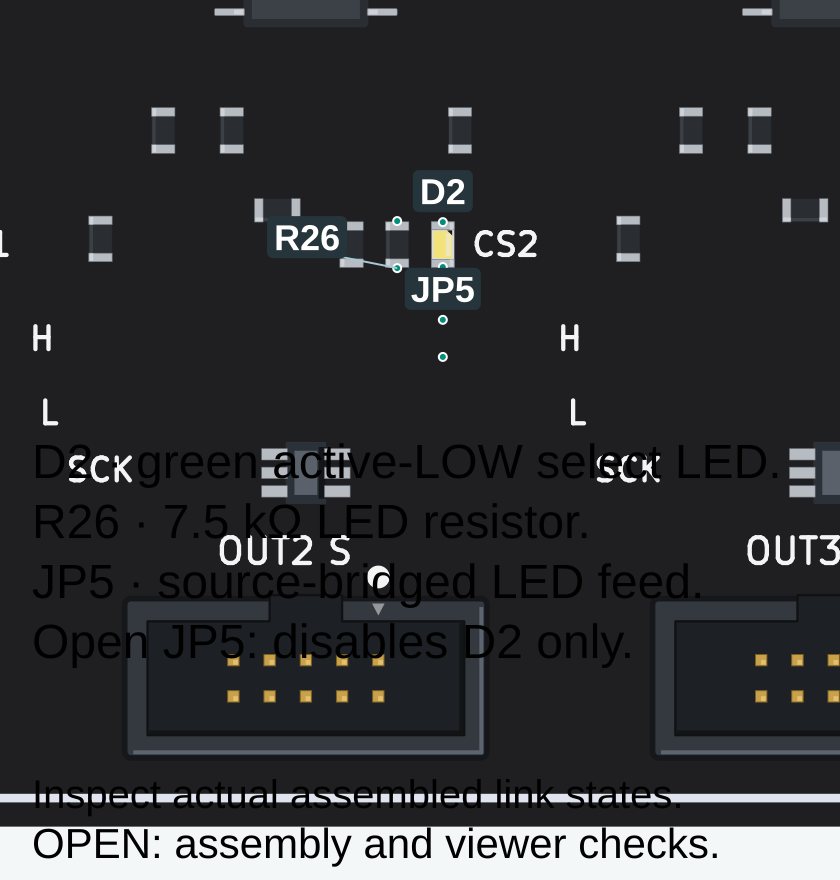 D2
R26
1
CS2
JP5
H H
L L
D2 · green active-LOW select LED.
SCK SCK
R26 · 7.5 kΩ LED resistor.
OUT2 S OUT3
JP5 · source-bridged LED feed.
Open JP5: disables D2 only.
Inspect actual assembled link states.
OPEN: assembly and viewer checks.